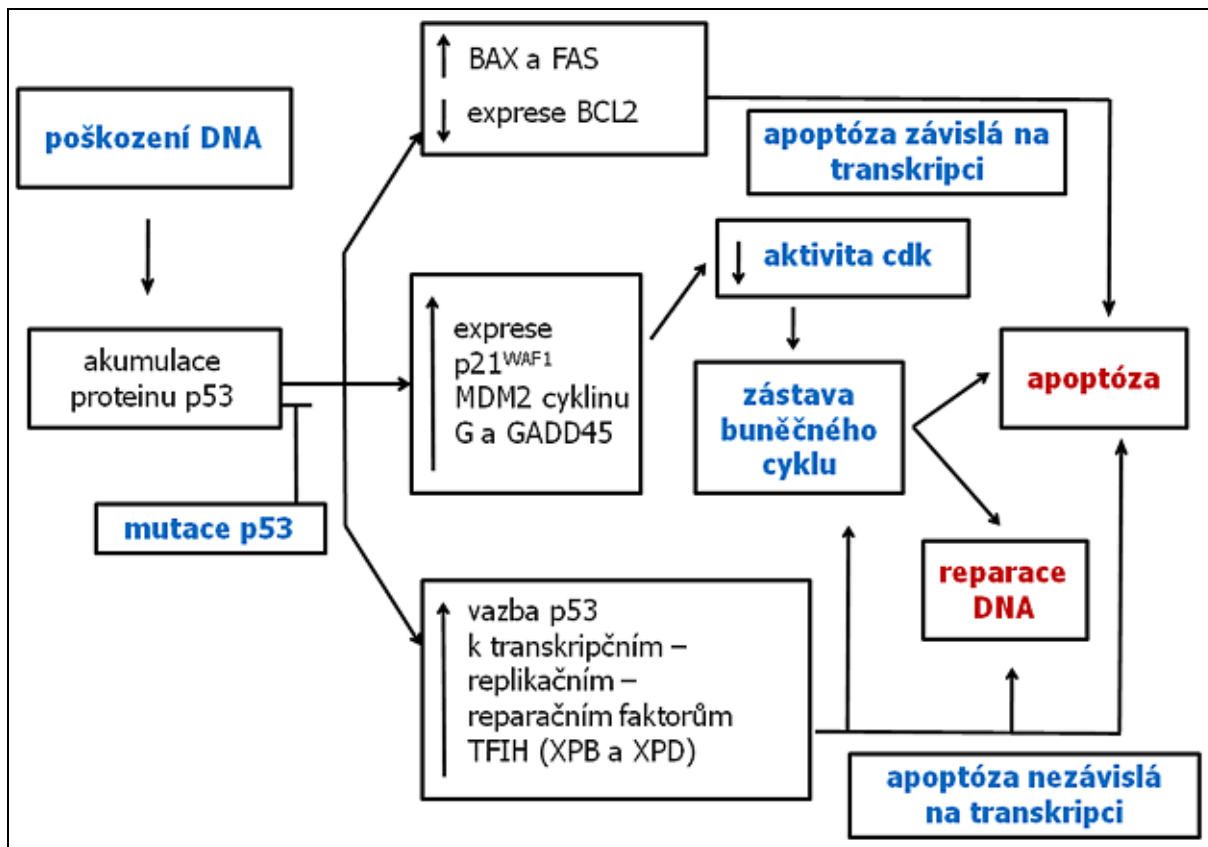 poškození DNA
akumulace
proteinu p53
mutace p53
BAX a FAS
exprese BCL2
exprese
p21WAF1
MDM2 cyklinu
G a GADD45
vazba p53
k transkripčním –
replikačním –
reparačním faktorům
TFIH (XPB a XPD)
apoptóza závislá na
transkripci
aktivita cdk
zástava
buněčného
cyklu
apoptóza
reparace
DNA
apoptóza nezávislá
na transkripci